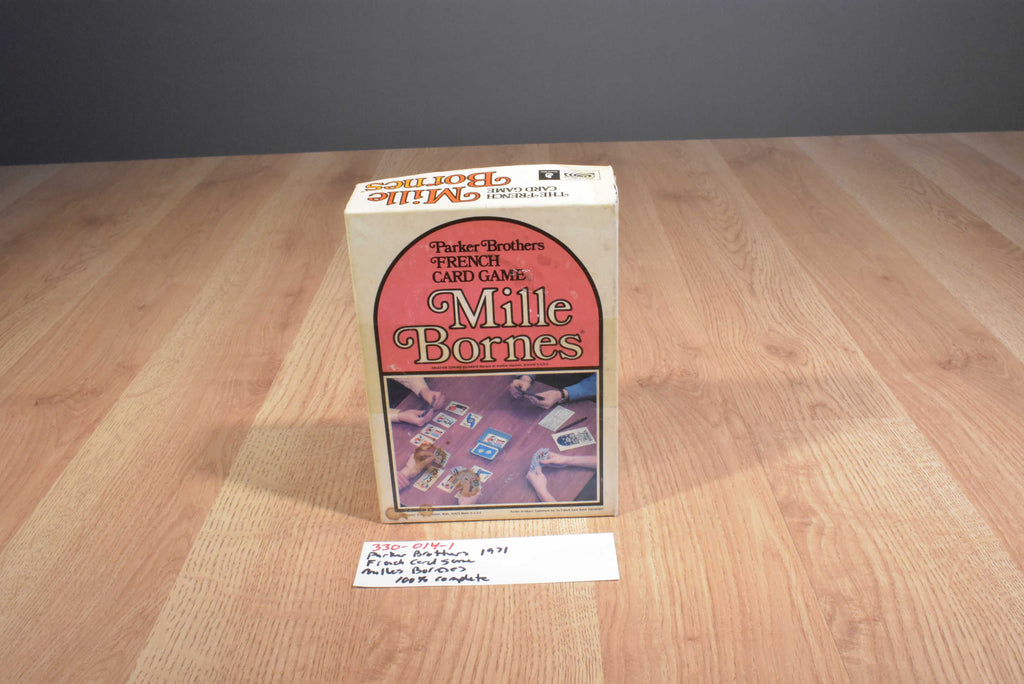 THE FRENCH
CARD GAME
Mille
Bornes
Parker Brothers
FRENCH
CARD GAME
Mille
Bornes
330-014-1
Parker Brothers 1971
French Card game
Milles Bornes
100% complete